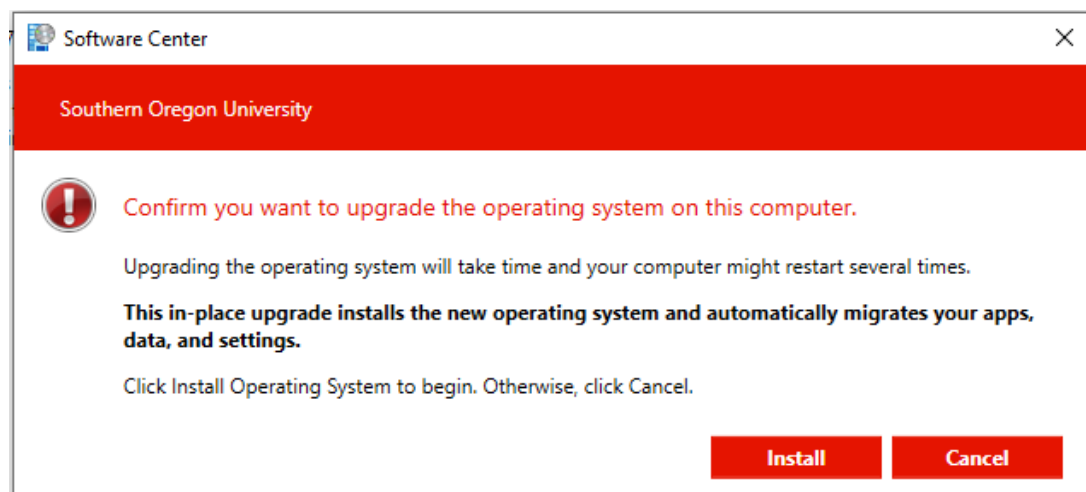 Software Center
Southern Oregon University
Confirm you want to upgrade the operating system on this computer.
Upgrading the operating system will take time and your computer might restart several times.
This in-place upgrade installs the new operating system and automatically migrates your apps,
data, and settings.
Click Install Operating System to begin. Otherwise, click Cancel.
Install Cancel